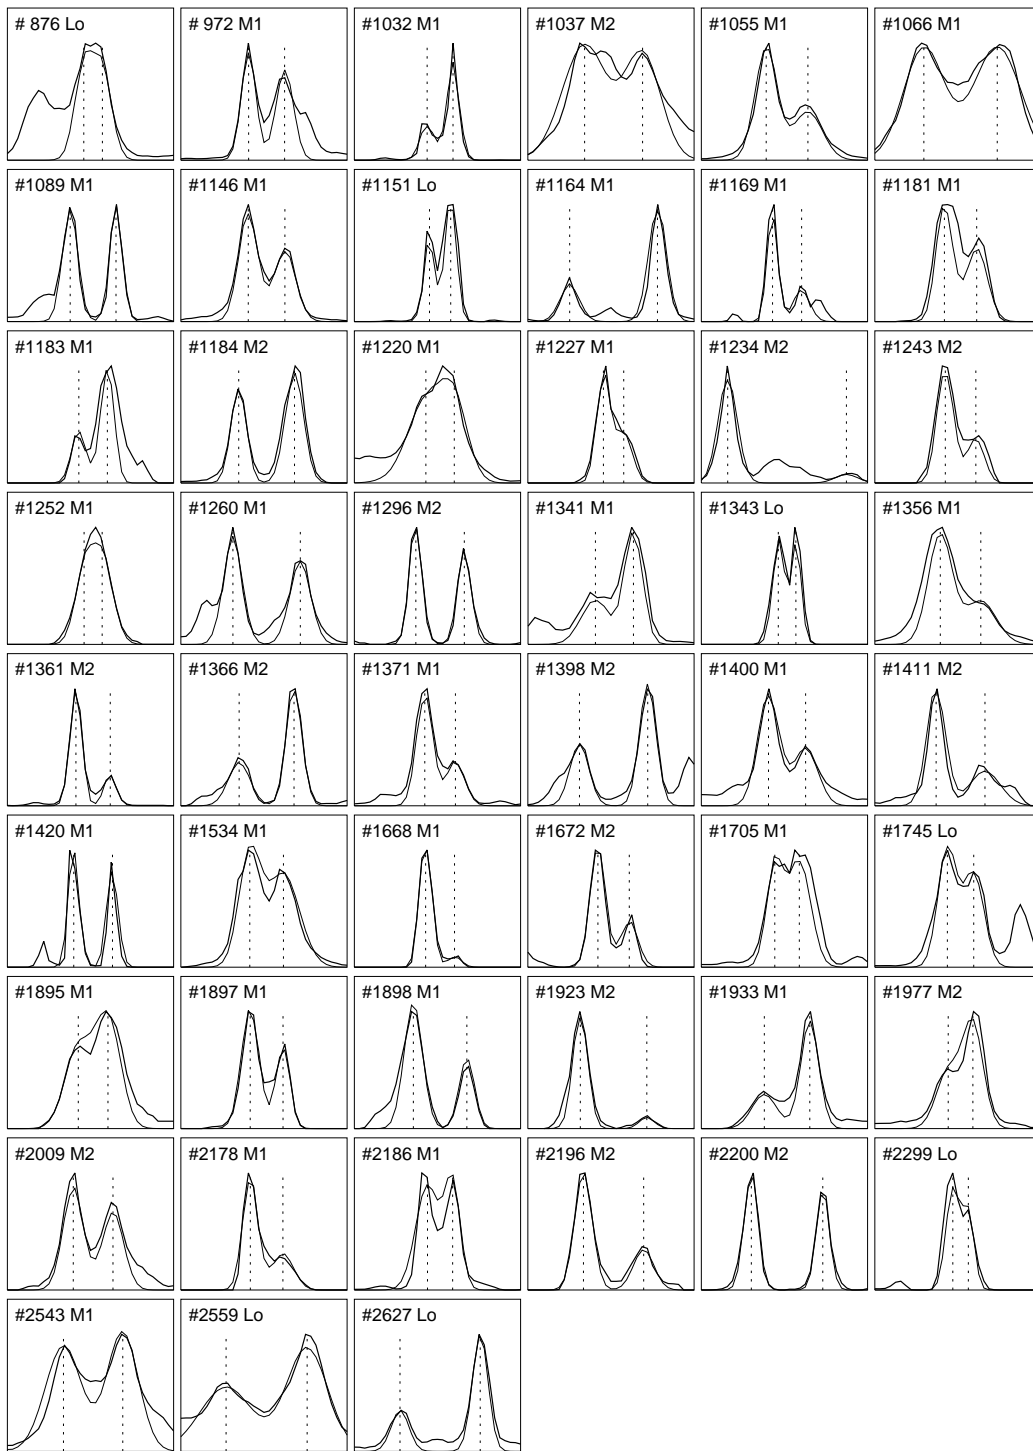 # 876 Lo # 972 M1 #1032 M1 #1037 M2 #1055 M1 #1066 M1
#1089 M1 #1146 M1 #1151 Lo #1164 M1 #1169 M1 #1181 M1
#1183 M1 #1184 M2 #1220 M1 #1227 M1 #1234 M2 #1243 M2
#1252 M1 #1260 M1 #1296 M2 #1341 M1 #1343 Lo #1356 M1
#1361 M2 #1366 M2 #1371 M1 #1398 M2 #1400 M1 #1411 M2
#1420 M1 #1534 M1 #1668 M1 #1672 M2 #1705 M1 #1745 Lo
#1895 M1 #1897 M1 #1898 M1 #1923 M2 #1933 M1 #1977 M2
#2009 M2 #2178 M1 #2186 M1 #2196 M2 #2200 M2 #2299 Lo
#2543 M1 #2559 Lo #2627 Lo